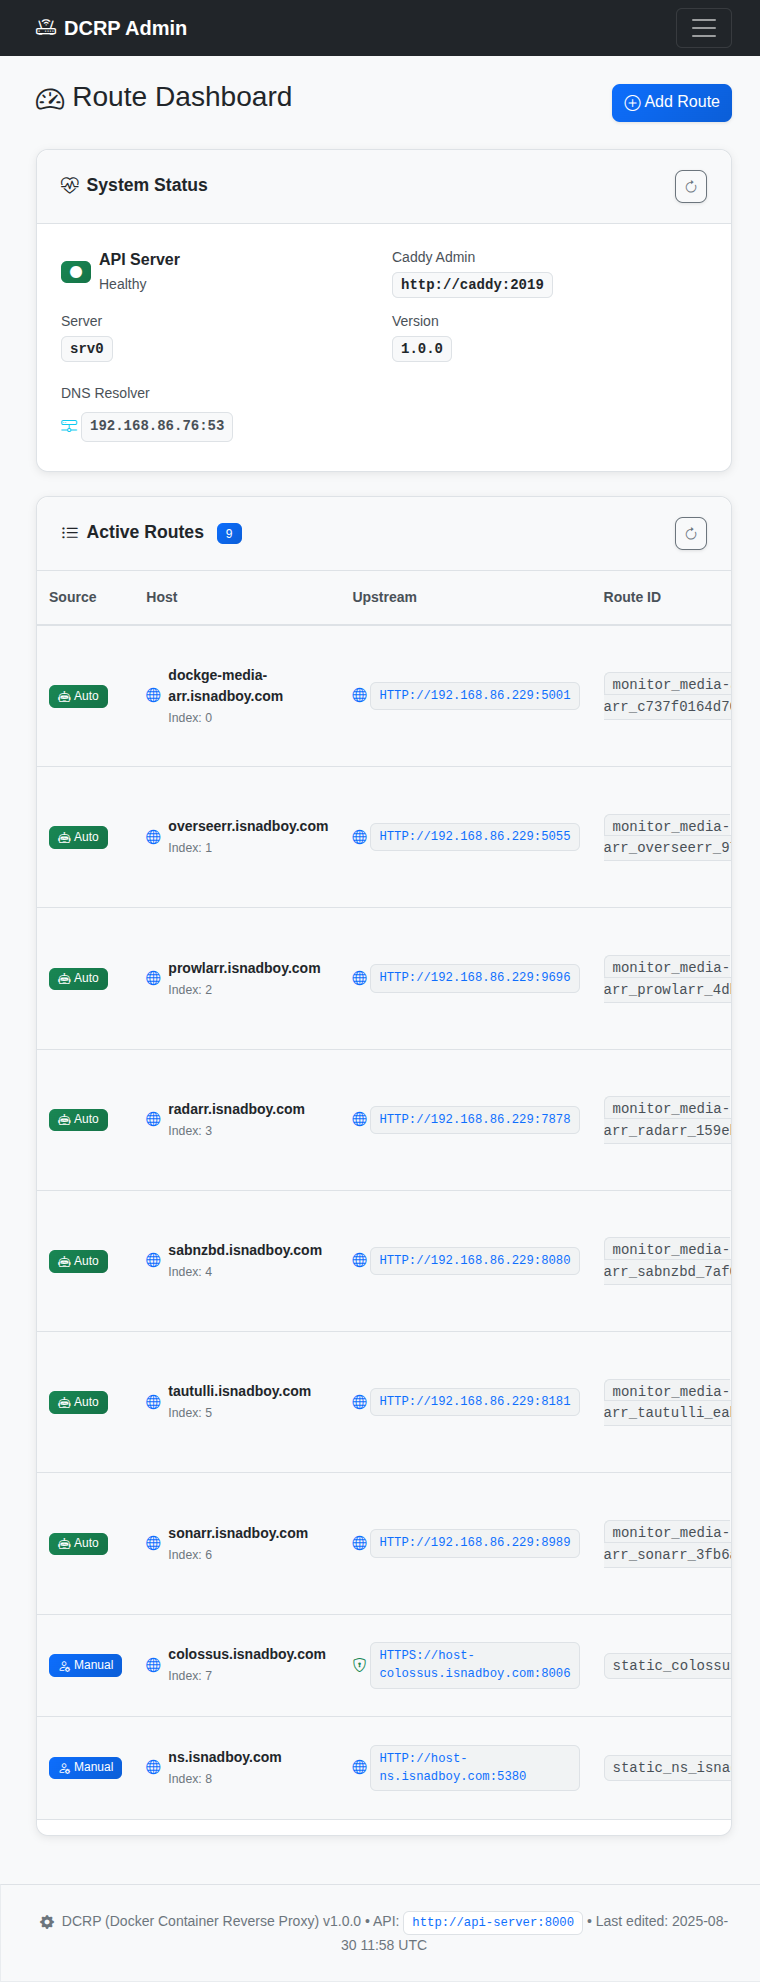 DCRP Admin
Route Dashboard
Add Route
System Status
API Server
Healthy
Caddy Admin
http://caddy:2019
Server
srv0
Version
1.0.0
DNS Resolver
192.168.86.76:53
Active Routes 9
Source Host Upstream Route ID
Auto
dockge-media-
arr.isnadboy.com
Index: 0
HTTP://192.168.86.229:5001
monitor_media-
arr_c737f0164d7
Auto
overseerr.isnadboy.com
Index: 1
HTTP://192.168.86.229:5055
monitor_media-
arr_overseerr_9
Auto
prowlarr.isnadboy.com
Index: 2
HTTP://192.168.86.229:9696
monitor_media-
arr_prowlarr_4d
Auto
radarr.isnadboy.com
Index: 3
HTTP://192.168.86.229:7878
monitor_media-
arr_radarr_159e
Auto
sabnzbd.isnadboy.com
Index: 4
HTTP://192.168.86.229:8080
monitor_media-
arr_sabnzbd_7af
Auto
tautulli.isnadboy.com
Index: 5
HTTP://192.168.86.229:8181
monitor_media-
arr_tautulli_ea
Auto
sonarr.isnadboy.com
Index: 6
HTTP://192.168.86.229:8989
monitor_media-
arr_sonarr_3fb6
Manual
colossus.isnadboy.com
Index: 7
HTTPS://host-
colossus.isnadboy.com:8006
static_colossu
Manual
ns.isnadboy.com
Index: 8
HTTP://host-
ns.isnadboy.com:5380
static_ns_isna
DCRP (Docker Container Reverse Proxy) v1.0.0 • API: http://api-server:8000 • Last edited: 2025-08-
30 11:58 UTC